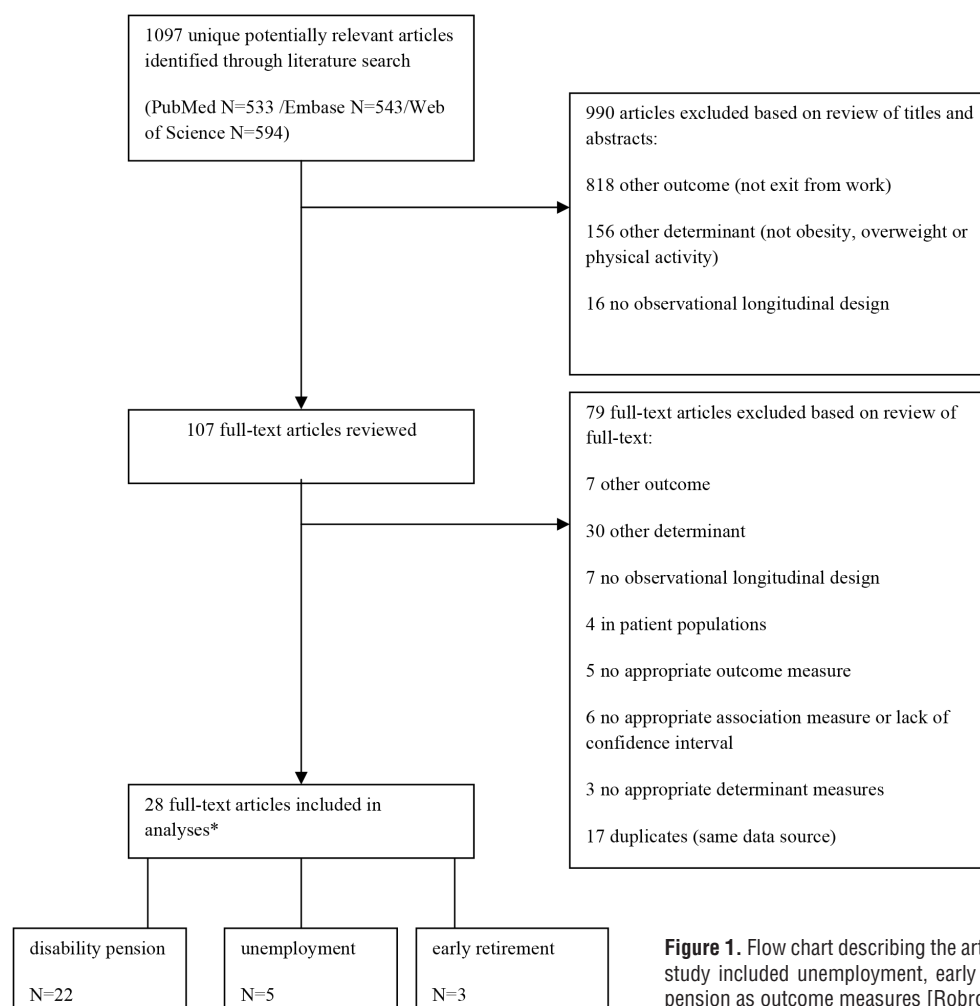 1097 unique potentially relevant articles
identified through literature search
(PubMed N=533 /Embase N=543/Web
of Science N=594)
990 articles excluded based on review of titles and
abstracts:
818 other outcome (not exit from work)
156 other determinant (not obesity, overweight or
physical activity)
16 no observational longitudinal design
107 full-text articles reviewed
79 full-text articles excluded based on review of
full-text:
7 other outcome
30 other determinant
7 no observational longitudinal design
4 in patient populations
5 no appropriate outcome measure
6 no appropriate association measure or lack of
confidence interval
3 no appropriate determinant measures
17 duplicates (same data source)
28 full-text articles included in
analyses*
disability pension
N=22
unemployment
N=5
early retirement
N=3
Figure 1. Flow chart describing the
study included unemployment, early
pension as outcome measures